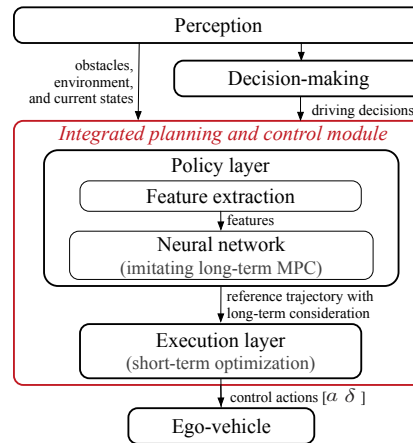 Perception
obstacles,
environment,
and current states
Decision-making
driving decisions
Integrated planning and control module
Policy layer
Feature extraction
features
Neural network
(imitating long-term MPC)
reference trajectory with
long-term consideration
Execution layer
(short-term optimization)
control actions [a δ ]
Ego-vehicle